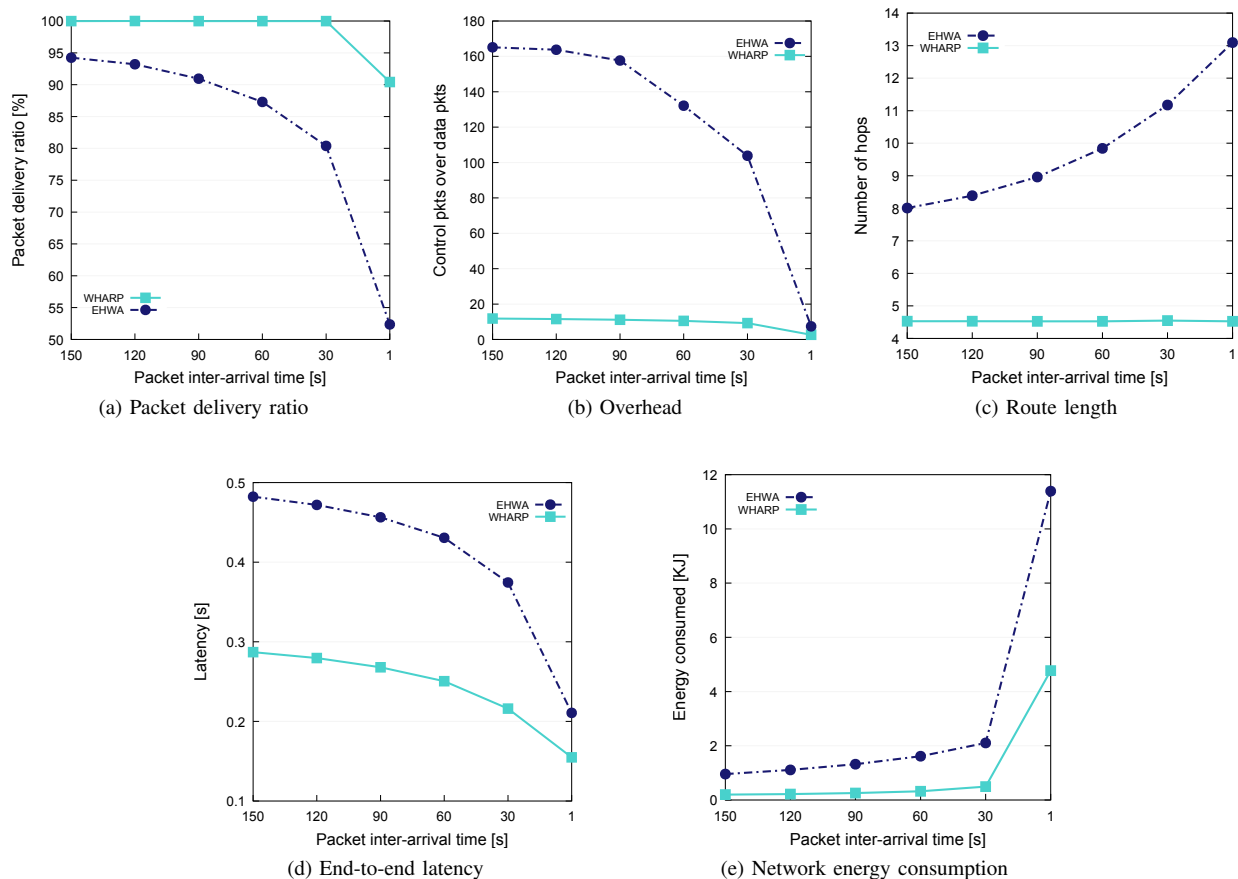 100
95
90
85
80
75
70
65
60
55
50
Packet delivery ratio [%]
WHARP
EHWA
150 120 90 60 30 1
Packet inter-arrival time [s]
(a) Packet delivery ratio
180
160
140
120
100
80
60
40
20
0
Control pkts over data pkts
EHWA
WHARP
150 120 90 60 30 1
Packet inter-arrival time [s]
(b) Overhead
14
13
12
11
10
9
8
7
6
5
4
Number of hops
EHWA
WHARP
150 120 90 60 30 1
Packet inter-arrival time [s]
(c) Route length
0.5
0.4
0.3
0.2
0.1
Latency [s]
EHWA
WHARP
150 120 90 60 30 1
Packet inter-arrival time [s]
(d) End-to-end latency
12
10
8
6
4
2
0
Energy consumed [KJ]
EHWA
WHARP
150 120 90 60 30 1
Packet inter-arrival time [s]
(e) Network energy consumption